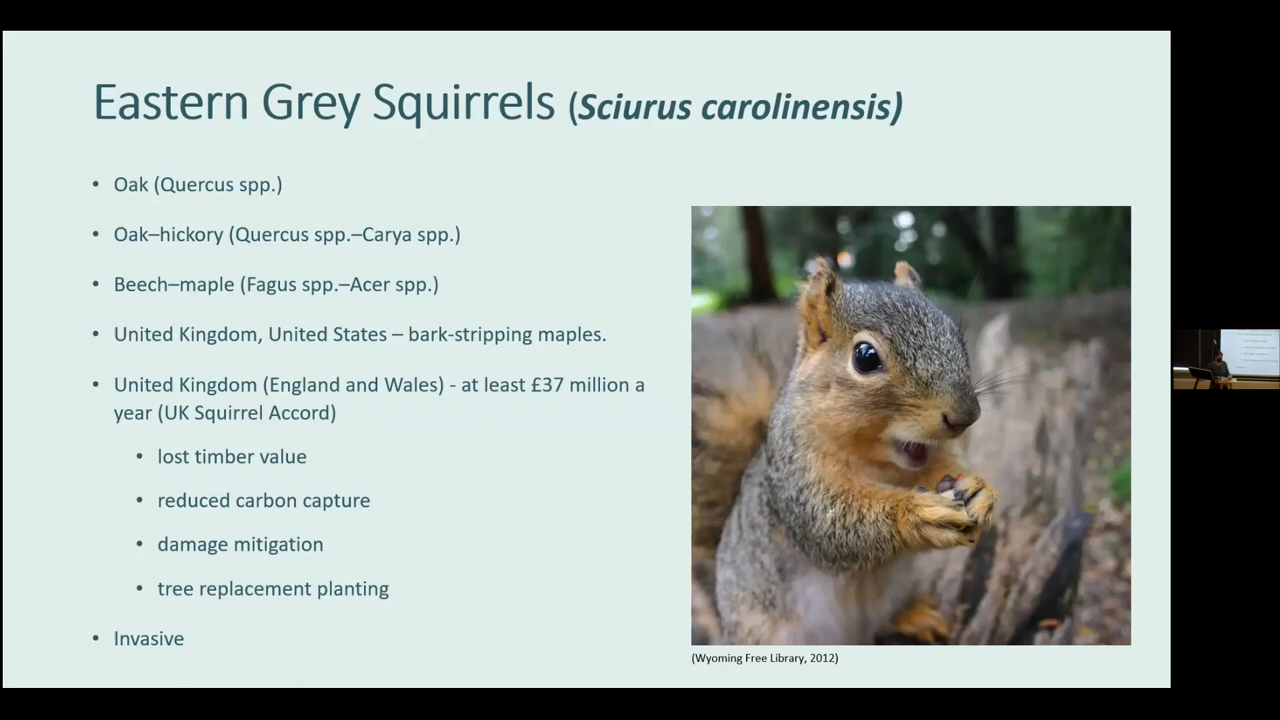 Eastern Grey Squirrels (Sciurus carolinensis)
• Oak (Quercus spp.)
• Oak–hickory (Quercus spp.–Carya spp.)
• Beech–maple (Fagus spp.–Acer spp.)
• United Kingdom, United States – bark-stripping maples.
• United Kingdom (England and Wales) - at least £37 million a
year (UK Squirrel Accord)
• lost timber value
• reduced carbon capture
• damage mitigation
• tree replacement planting
• Invasive
(Wyoming Free Library, 2012)